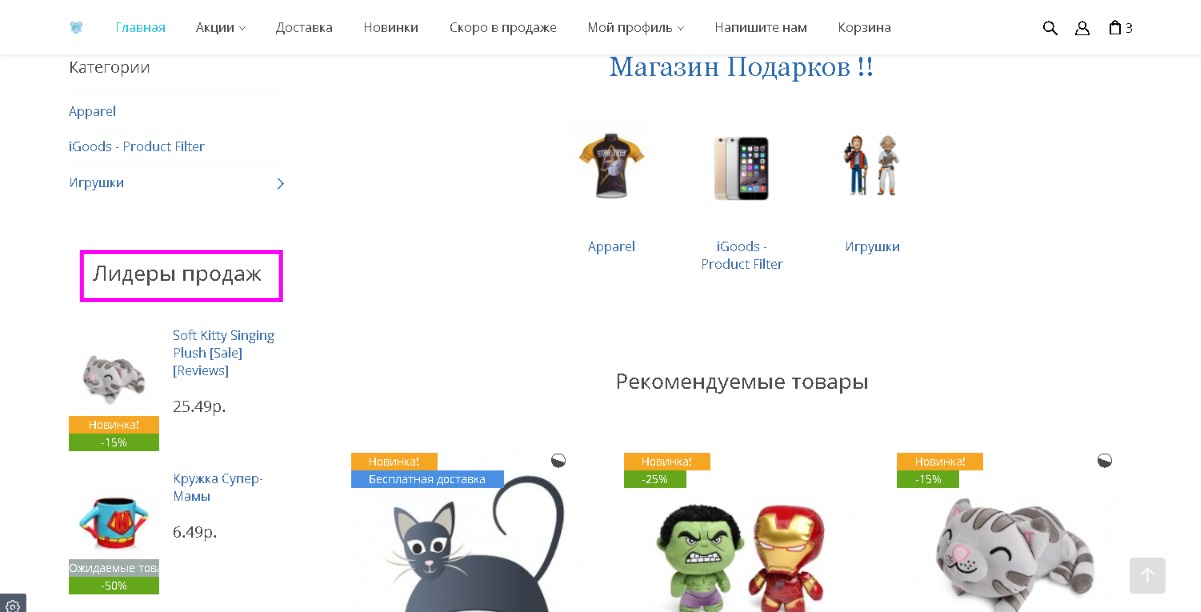 Главная Акции Доставка Новинки Скоро в продаже Мой профиль Напишите нам Корзина 3
Категории
Apparel
iGoods - Product Filter
Игрушки
Лидеры продаж
Soft Kitty Singing
Plush [Sale]
[Reviews]
25.49р.
Новинка!
-15%
Кружка Супер-
Мамы
6.49р.
Ожидаемые това
-50%
Магазин Подарков !!
Apparel
iGoods -
Product Filter
Игрушки
Рекомендуемые товары
Новинка!
Бесплатная доставка
Новинка!
-25%
Новинка!
-15%